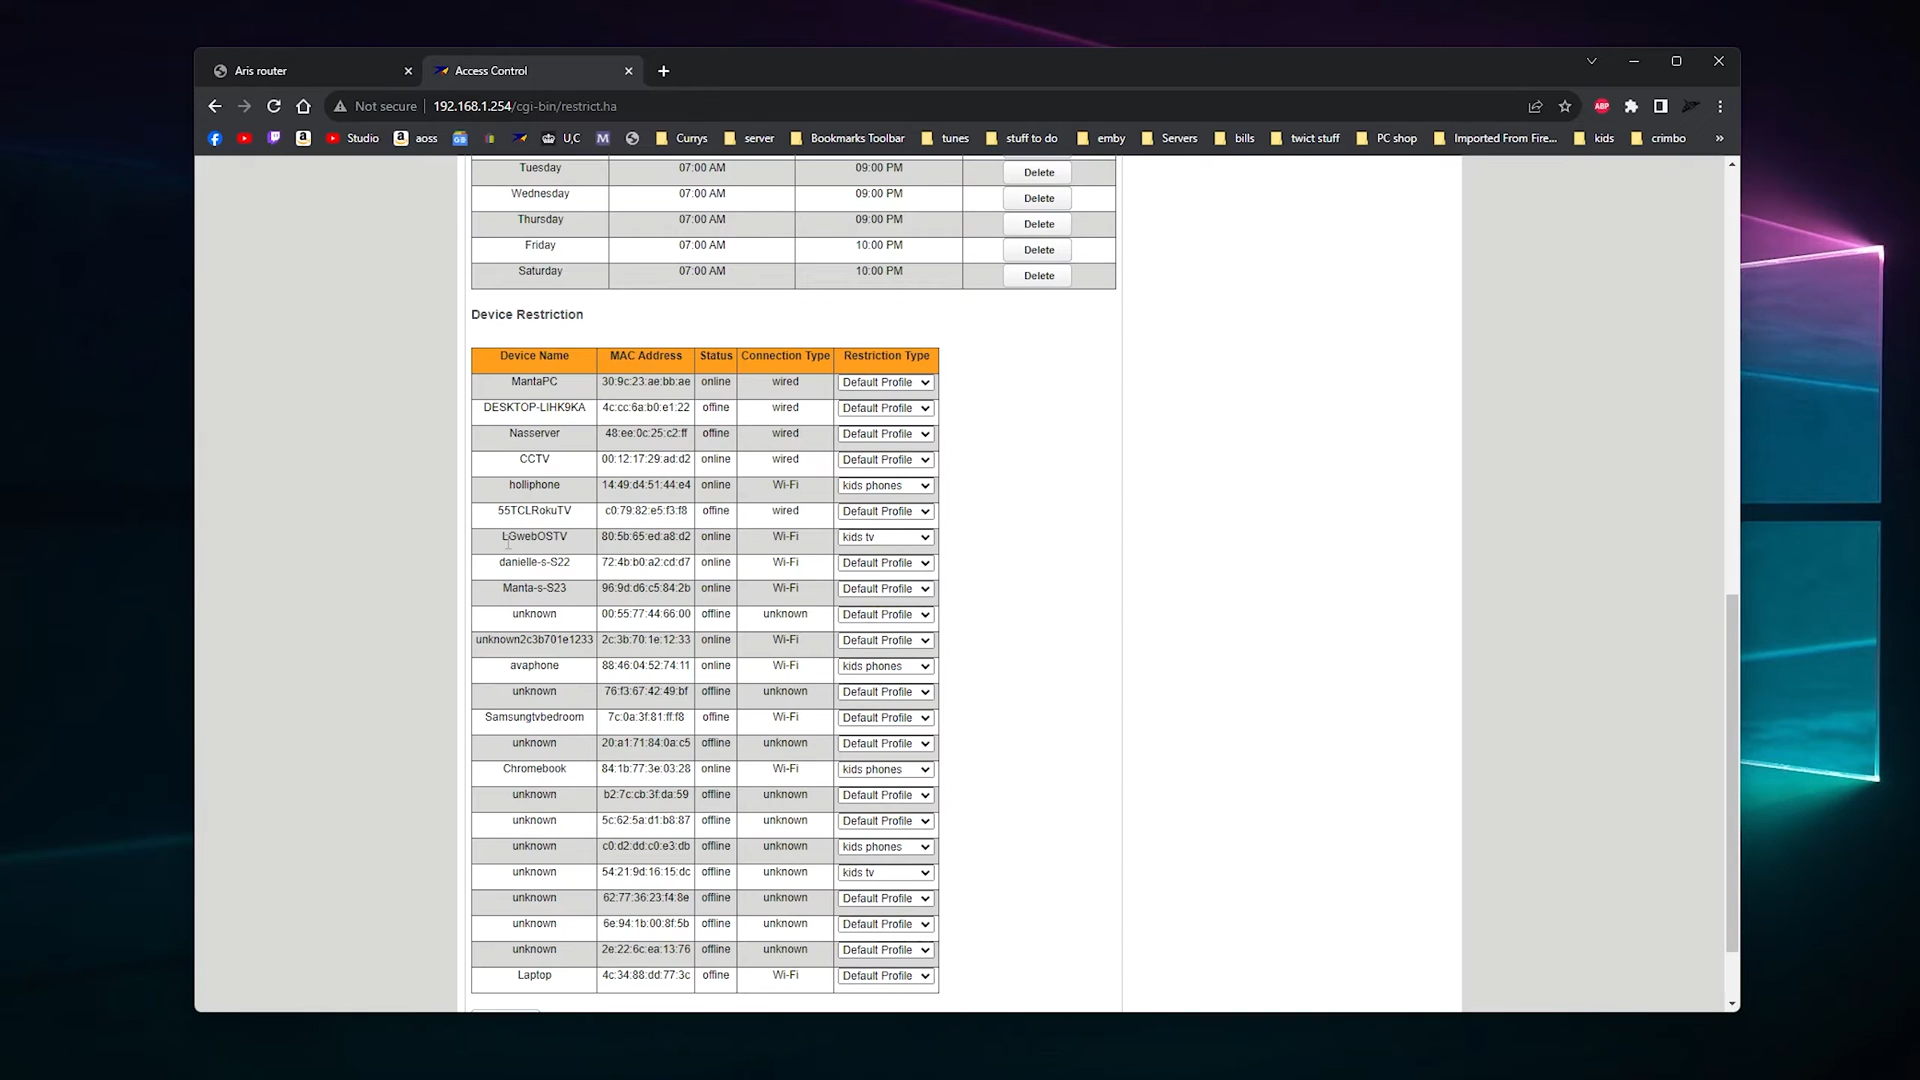 Aris router
Access Control
Not secure 192.168.1.254/cgi-bin/restrict.ha
ABP
Studio aoss U,C M Currys server Bookmarks Toolbar tunes stuff to do emby Servers bills twict stuff PC shop Imported From Fire... kids crimbo »
Tuesday 07:00 AM 09:00 PM Delete
Wednesday 07:00 AM 09:00 PM Delete
Thursday 07:00 AM 09:00 PM Delete
Friday 07:00 AM 10:00 PM Delete
Saturday 07:00 AM 10:00 PM Delete
Device Restriction
Device Name MAC Address Status Connection Type Restriction Type
MantaPC 30:9c:23:ae:bb:ae online wired Default Profile
DESKTOP-LIHK9KA 4c:cc:6a:b0:e1:22 offline wired Default Profile
Nasserver 48:ee:0c:25:c2:ff offline wired Default Profile
CCTV 00:12:17:29:ad:d2 online wired Default Profile
holliphone 14:49:d4:51:44:e4 online Wi-Fi kids phones
55TCLRokuTV c0:79:82:e5:f3:f8 offline wired Default Profile
LGwebOSTV 80:5b:65:ed:a8:d2 online Wi-Fi kids tv
danielle-s-S22 72:4b:b0:a2:cd:d7 online Wi-Fi Default Profile
Manta-s-S23 96:9d:d6:c5:84:2b online Wi-Fi Default Profile
unknown 00:55:77:44:66:00 offline unknown Default Profile
unknown2c3b701e1233 2c:3b:70:1e:12:33 online Wi-Fi Default Profile
avaphone 88:46:04:52:74:11 online Wi-Fi kids phones
unknown 76:f3:67:42:49:bf offline unknown Default Profile
Samsungtvbedroom 7c:0a:3f:81:ff:f8 offline Wi-Fi Default Profile
unknown 20:a1:71:84:0a:c5 offline unknown Default Profile
Chromebook 84:1b:77:3e:03:28 online Wi-Fi kids phones
unknown b2:7c:cb:3f:da:59 offline unknown Default Profile
unknown 5c:62:5a:d1:b8:87 offline unknown Default Profile
unknown c0:d2:dd:c0:e3:db offline unknown kids phones
unknown 54:21:9d:16:15:dc offline unknown kids tv
unknown 62:77:36:23:f4:8e offline unknown Default Profile
unknown 6e:94:1b:00:8f:5b offline unknown Default Profile
unknown 2e:22:6c:ea:13:76 offline unknown Default Profile
Laptop 4c:34:88:dd:77:3c offline Wi-Fi Default Profile